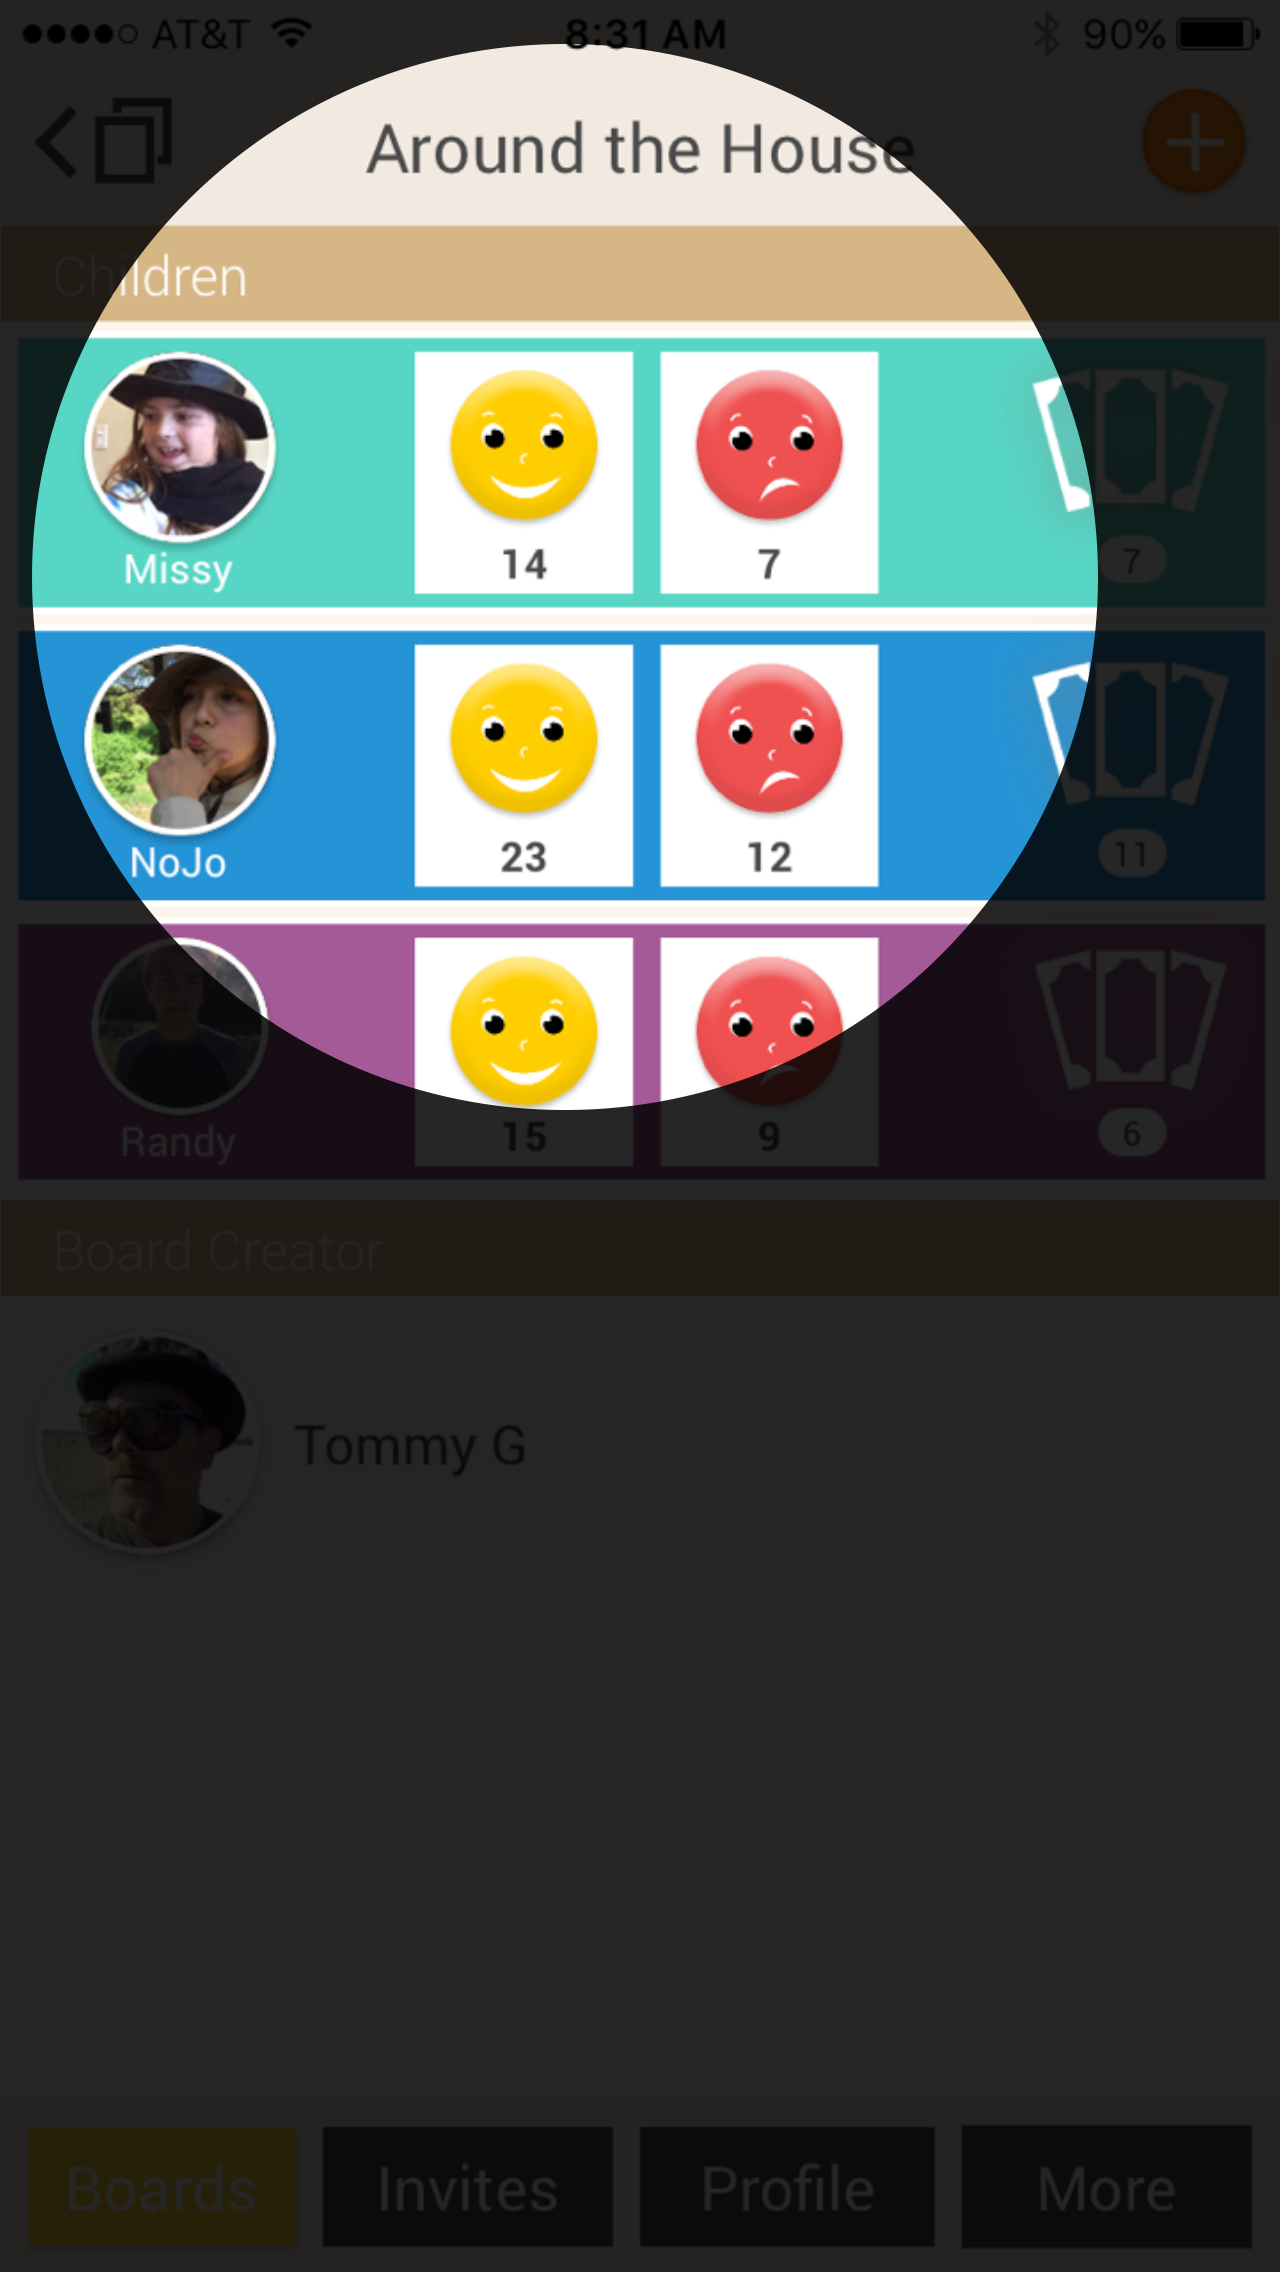 AT&T 8:31 AM 90%
Around the House
Children
Missy 14 7 7
NoJo 23 12 11
Randy 15 9 6
Board Creator
Tommy G
Boards Invites Profile More